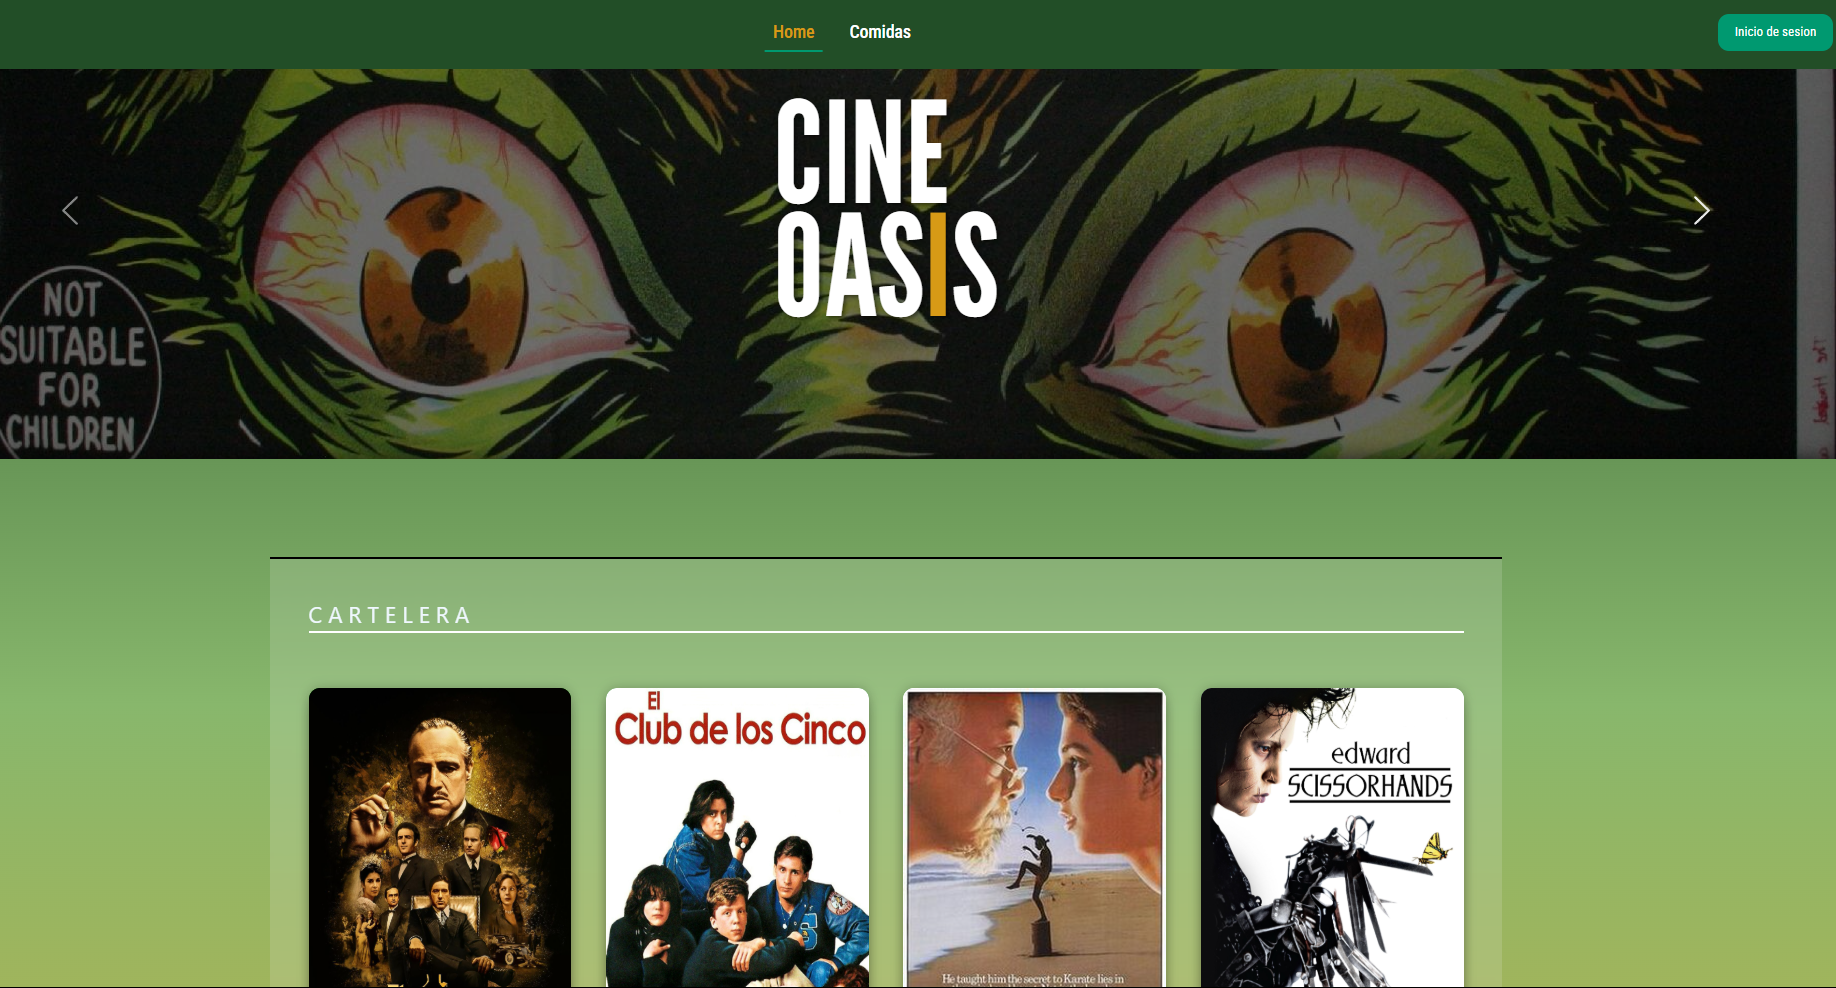 Home
Comidas
Inicio de sesion
CINE
OASIS
NOT
SUITABLE
FOR
CHILDREN
CARTELERA
El
Club de los Cinco
edward
SCISSORHANDS
He taught him the secret to Karate lies in